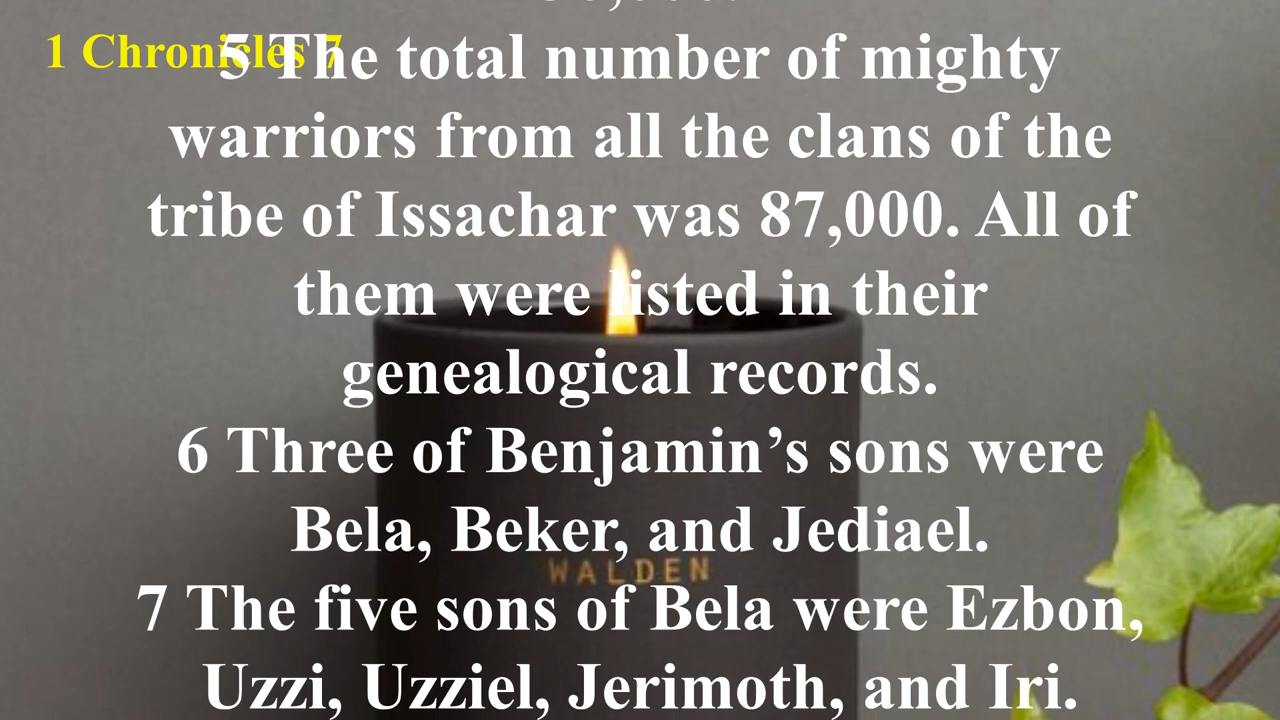 1 Chronicles 7
5 The total number of mighty
warriors from all the clans of the
tribe of Issachar was 87,000. All of
them were listed in their
genealogical records.
6 Three of Benjamin’s sons were
Bela, Beker, and Jediael.
WALDEN
7 The five sons of Bela were Ezbon,
Uzzi, Uzziel, Jerimoth, and Iri.